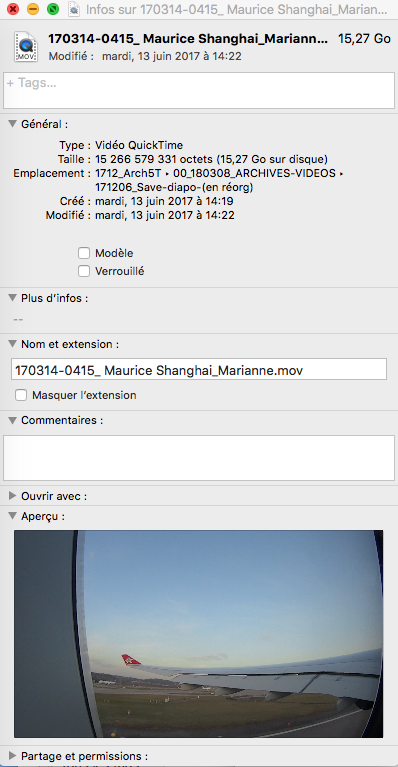 Infos sur 170314-0415_ Maurice Shanghai_Marian...
170314-0415_ Maurice Shanghai_Mariann... 15,27 Go
Modifié : mardi, 13 juin 2017 à 14:22
MOV
+ Tags...
Général :
Type : Vidéo QuickTime
Taille : 15 266 579 331 octets (15,27 Go sur disque)
Emplacement : 1712_Arch5T ‣ 00_180308_ARCHIVES-VIDEOS ‣
171206_Save-diapo-(en réorg)
Créé : mardi, 13 juin 2017 à 14:19
Modifié : mardi, 13 juin 2017 à 14:22
Modèle
Verrouillé
Plus d’infos :
--
Nom et extension :
170314-0415_ Maurice Shanghai_Marianne.mov
Masquer l’extension
Commentaires :
Ouvrir avec :
Aperçu :
Partage et permissions :